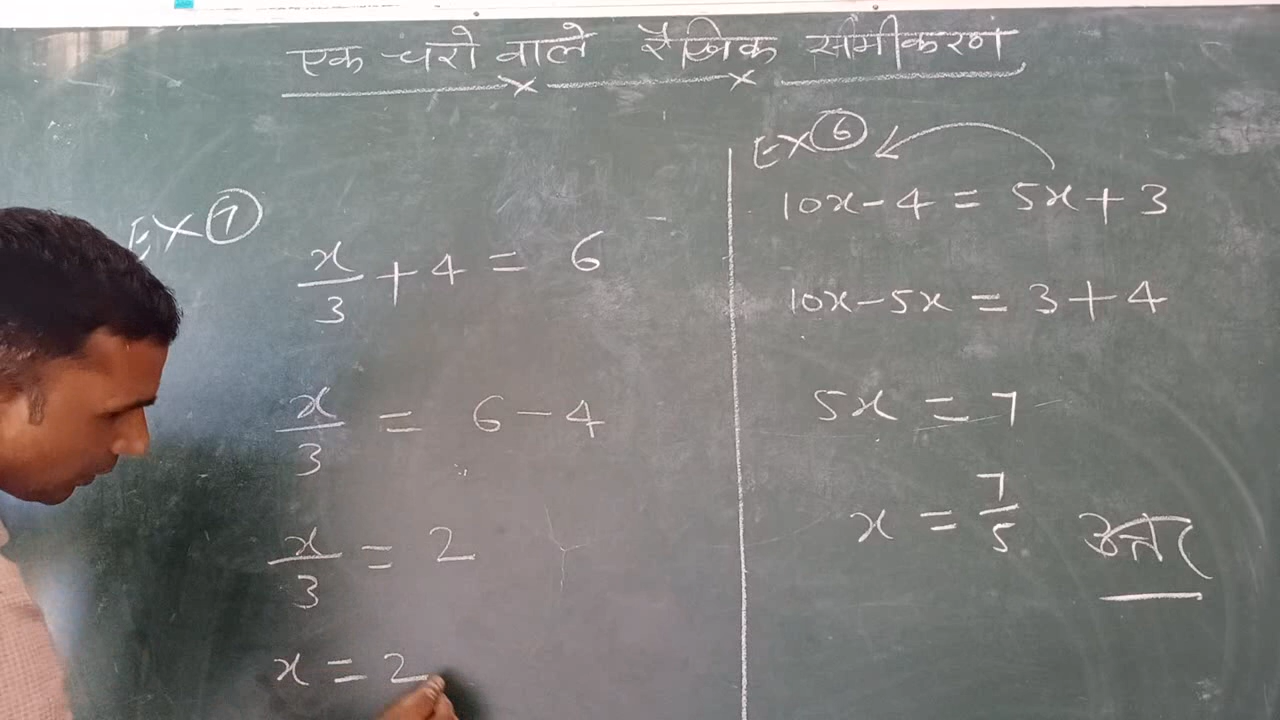 एक चरो वाले रैखिक समीकरण
EX 7
x/3 + 4 = 6
x/3 = 6 - 4
x/3 = 2
x = 2
EX 6
10x - 4 = 5x + 3
10x - 5x = 3 + 4
5x = 7
x = 7/5 उत्तर